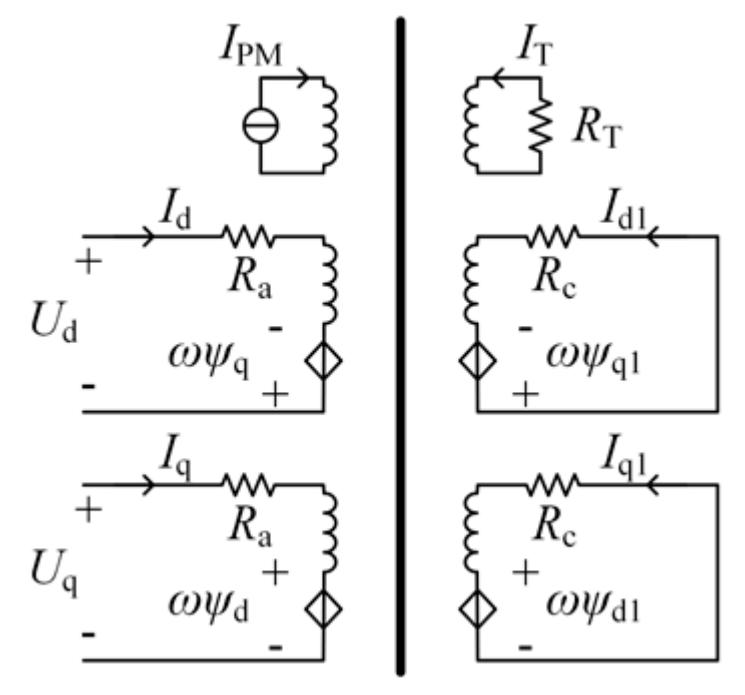 I_PM I_T
R_T
I_d I_d1
+ R_a R_c
U_d - -
ωψ_q ωψ_q1
- + +
I_q I_q1
+ R_a R_c
U_q + +
ωψ_d ωψ_d1
- - -